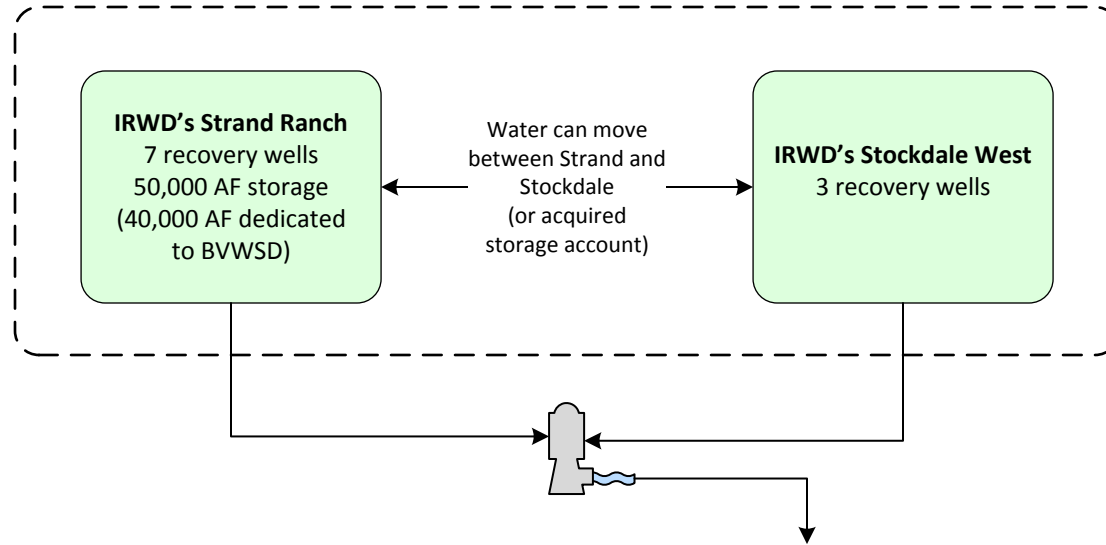 IRWD's Strand Ranch
7 recovery wells
50,000 AF storage
(40,000 AF dedicated
to BVWSD)
Water can move
between Strand and
Stockdale
(or acquired
storage account)
IRWD's Stockdale West
3 recovery wells